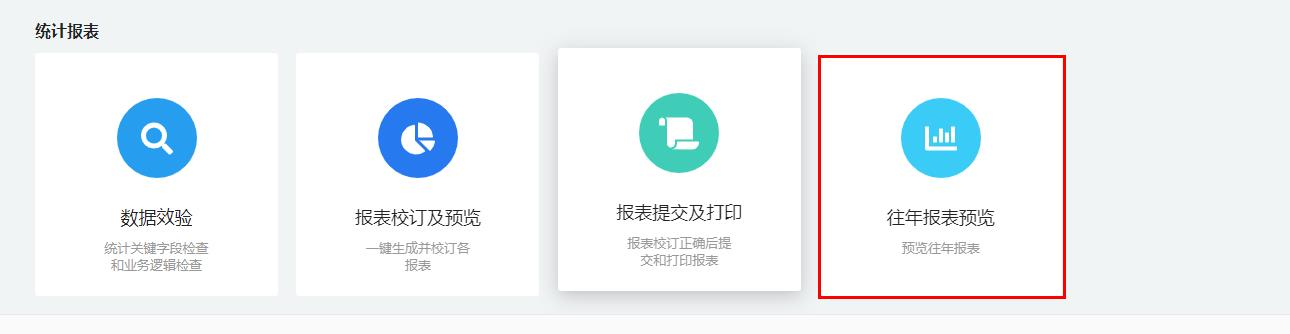 统计报表
数据效验
统计关键字段检查
和业务逻辑检查
报表校订及预览
一键生成并校订各
报表
报表提交及打印
报表校订正确后提
交和打印报表
往年报表预览
预览往年报表